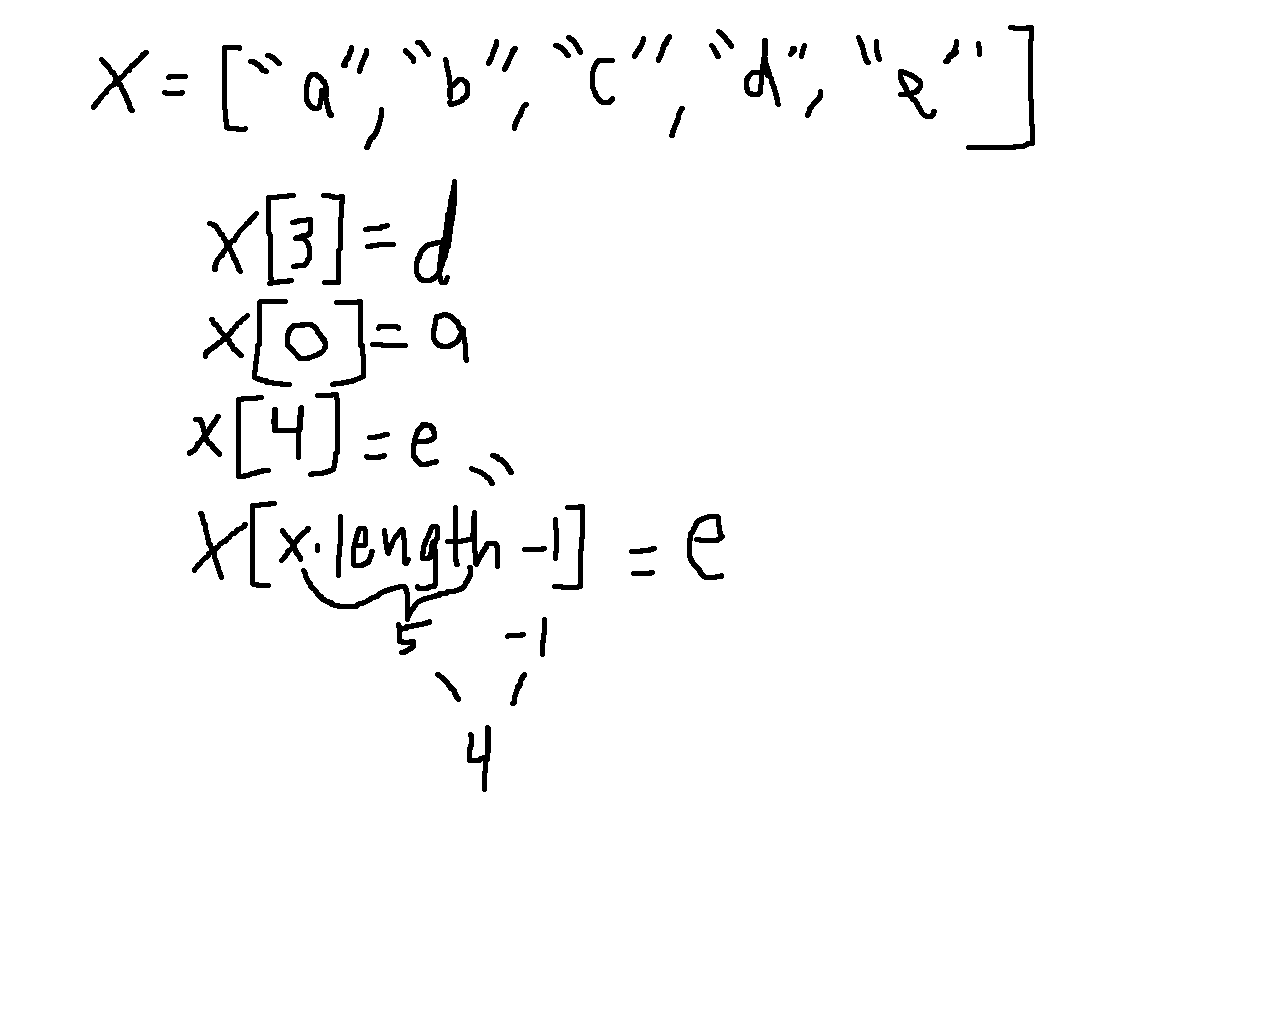 X = ["a", "b", "c", "d", "e"]
x[3] = d
x[0] = a
x[4] = e
X[x.length -1] = e
5 -1
4